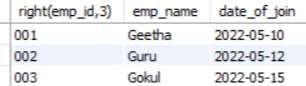 right(emp_id,3) emp_name date_of_join
001 Geetha 2022-05-10
002 Guru 2022-05-12
003 Gokul 2022-05-15